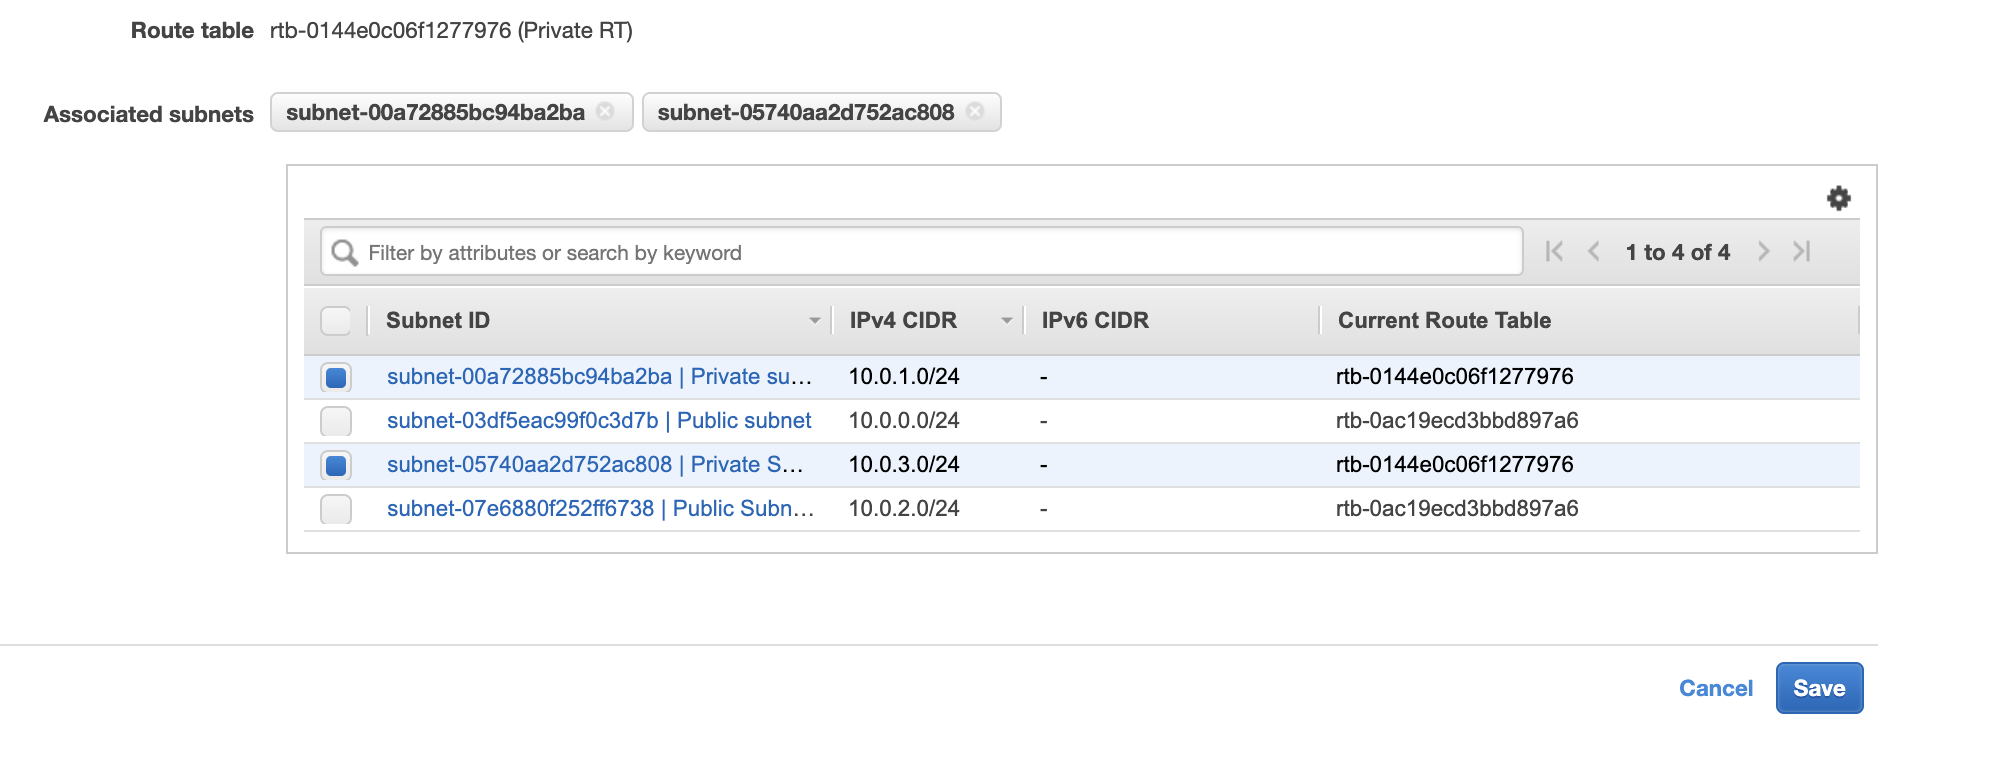 Route table rtb-0144e0c06f1277976 (Private RT)
Associated subnets subnet-00a72885bc94ba2ba subnet-05740aa2d752ac808
Filter by attributes or search by keyword 1 to 4 of 4
Subnet ID IPv4 CIDR IPv6 CIDR Current Route Table
subnet-00a72885bc94ba2ba | Private su... 10.0.1.0/24 - rtb-0144e0c06f1277976
subnet-03df5eac99f0c3d7b | Public subnet 10.0.0.0/24 - rtb-0ac19ecd3bbd897a6
subnet-05740aa2d752ac808 | Private S... 10.0.3.0/24 - rtb-0144e0c06f1277976
subnet-07e6880f252ff6738 | Public Subn... 10.0.2.0/24 - rtb-0ac19ecd3bbd897a6
Cancel Save